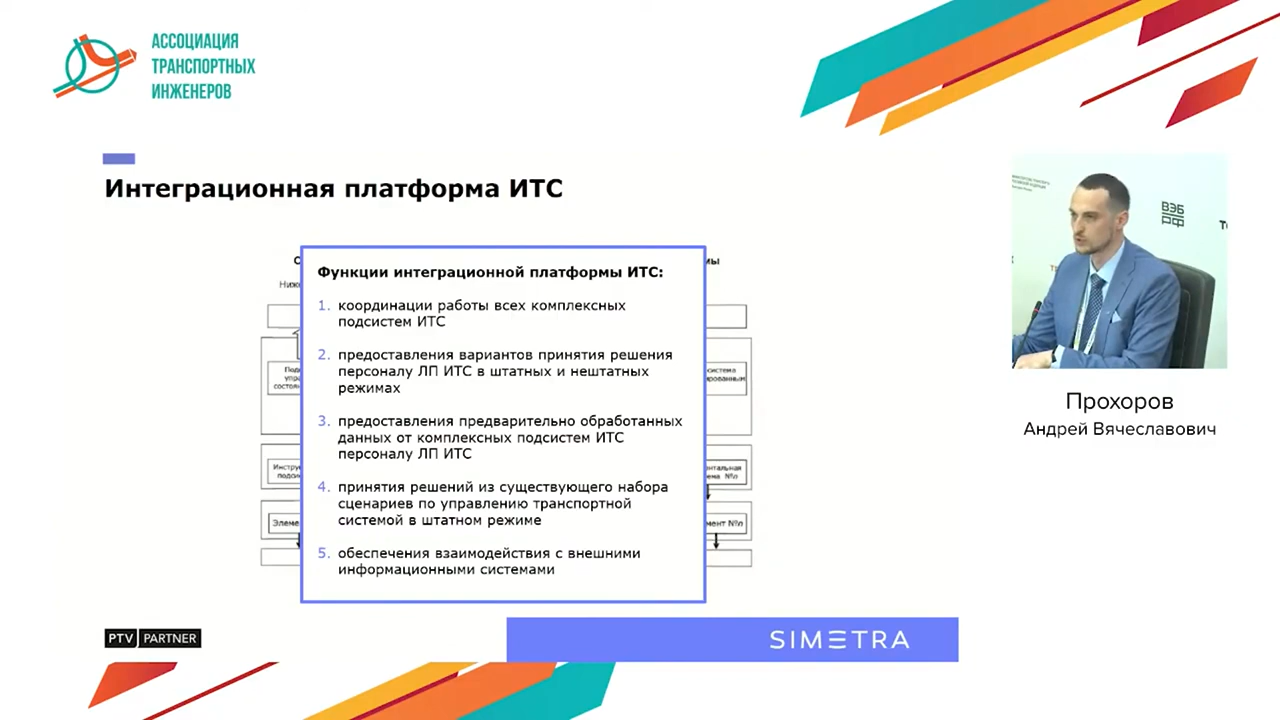 АССОЦИАЦИЯ
ТРАНСПОРТНЫХ
ИНЖЕНЕРОВ
Интеграционная платформа ИТС
Функции интеграционной платформы ИТС:
1. координации работы всех комплексных
подсистем ИТС
2. предоставления вариантов принятия решения
персоналу ЛП ИТС в штатных и нештатных
режимах
3. предоставления предварительно обработанных
данных от комплексных подсистем ИТС
персоналу ЛП ИТС
4. принятия решений из существующего набора
сценариев по управлению транспортной
системой в штатном режиме
5. обеспечения взаимодействия с внешними
информационными системами
ВЭБ
РФ
Прохоров
Андрей Вячеславович
PTV PARTNER
SIMETRA